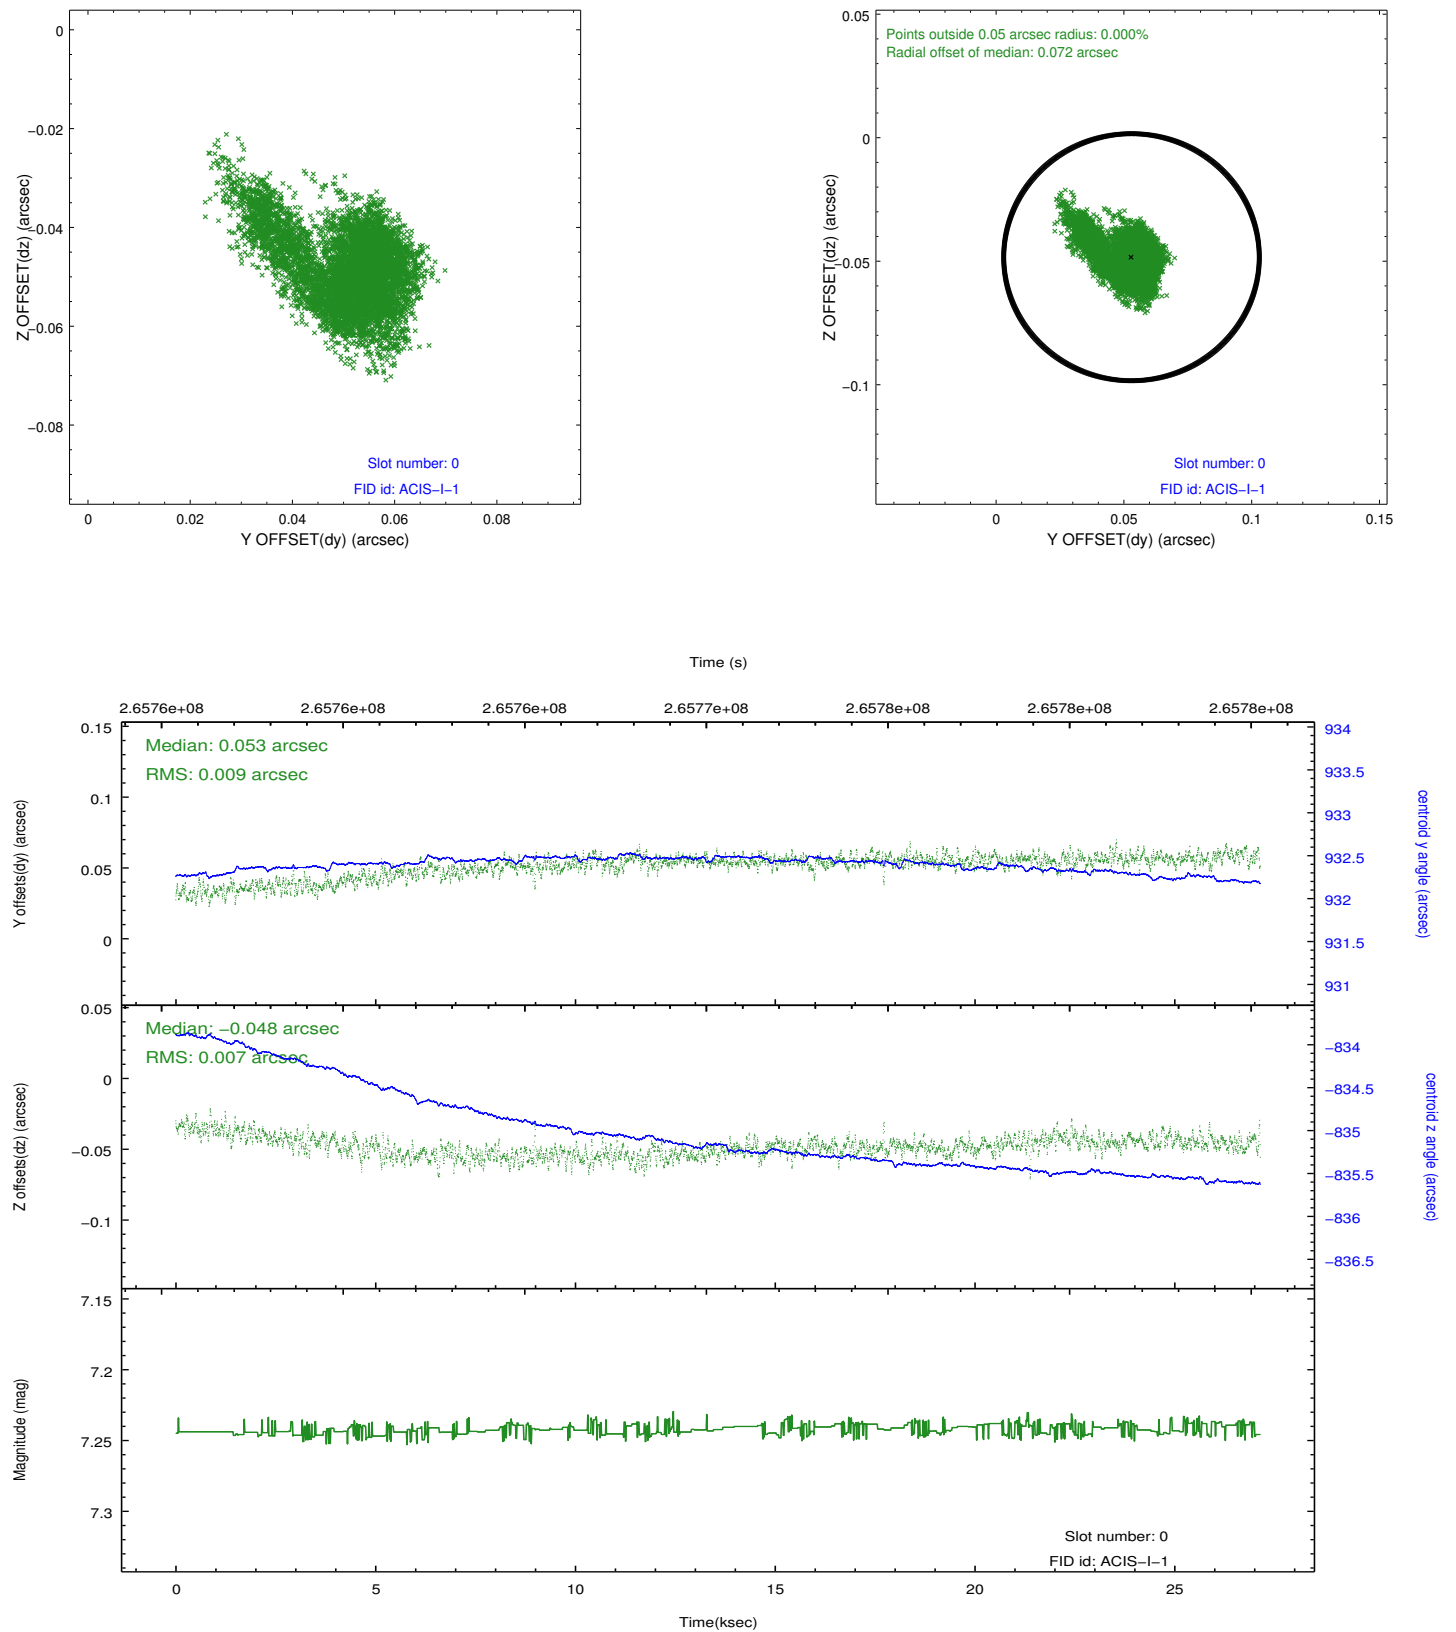 0
−0.02
−0.04
−0.06
−0.08
Z OFFSET(dz) (arcsec)
Slot number: 0
FID id: ACIS−I−1
0 0.02 0.04 0.06 0.08
Y OFFSET(dy) (arcsec)
0.05
0
−0.05
−0.1
Z OFFSET(dz) (arcsec)
Points outside 0.05 arcsec radius: 0.000%
Radial offset of median: 0.072 arcsec
Slot number: 0
FID id: ACIS−I−1
0 0.05 0.1 0.15
Y OFFSET(dy) (arcsec)
Time (s)
2.6576e+08 2.6576e+08 2.6576e+08 2.6577e+08 2.6578e+08 2.6578e+08 2.6578e+08
0.15
0.1
0.05
0
Y offsets(dy) (arcsec)
Median: 0.053 arcsec
RMS: 0.009 arcsec
934
933.5
933
932.5
932
931.5
931
centroid y angle (arcsec)
0.05
0
−0.05
−0.1
Z offsets(dz) (arcsec)
Median: −0.048 arcsec
RMS: 0.007 arcsec
−834
−834.5
−835
−835.5
−836
−836.5
centroid z angle (arcsec)
7.15
7.2
7.25
7.3
Magnitude (mag)
Slot number: 0
FID id: ACIS−I−1
0 5 10 15 20 25
Time(ksec)